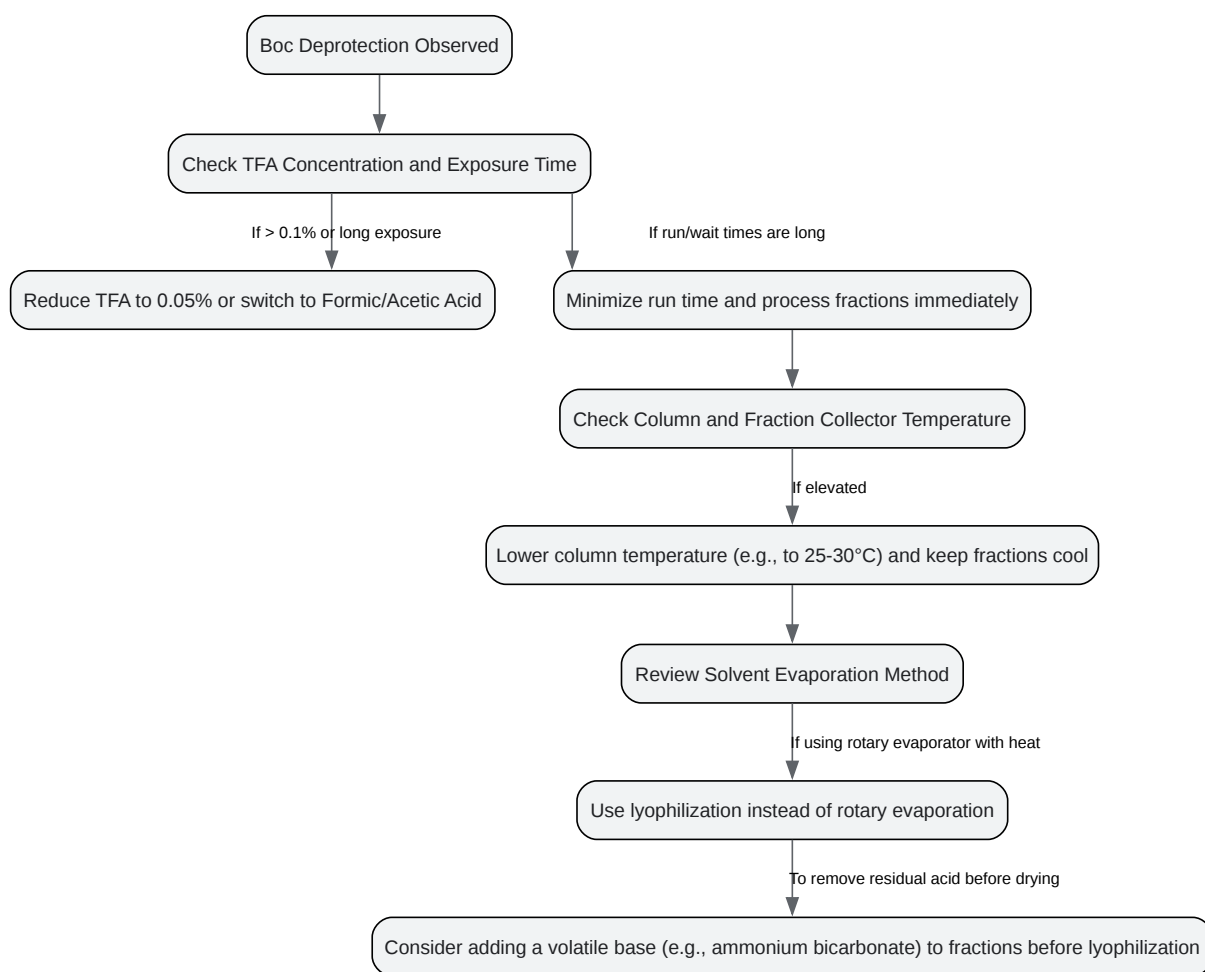 Boc Deprotection Observed
Check TFA Concentration and Exposure Time
If > 0.1% or long exposure
If run/wait times are long
Reduce TFA to 0.05% or switch to Formic/Acetic Acid
Minimize run time and process fractions immediately
Check Column and Fraction Collector Temperature
If elevated
Lower column temperature (e.g., to 25-30°C) and keep fractions cool
Review Solvent Evaporation Method
If using rotary evaporator with heat
Use lyophilization instead of rotary evaporation
To remove residual acid before drying
Consider adding a volatile base (e.g., ammonium bicarbonate) to fractions before lyophilization